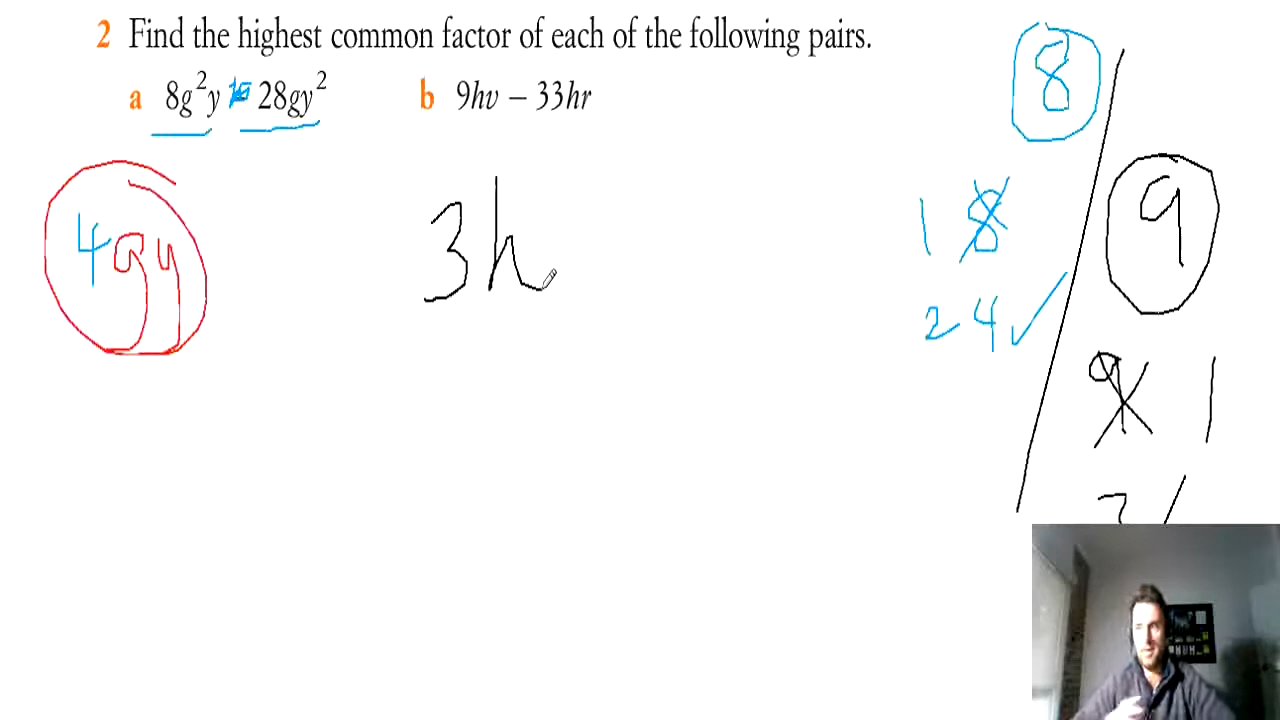 2 Find the highest common factor of each of the following pairs.
a 8g²y 28gy² b 9hv – 33hr
4gy
3h
8
1 8
2 4 ✓
9
9 1
3